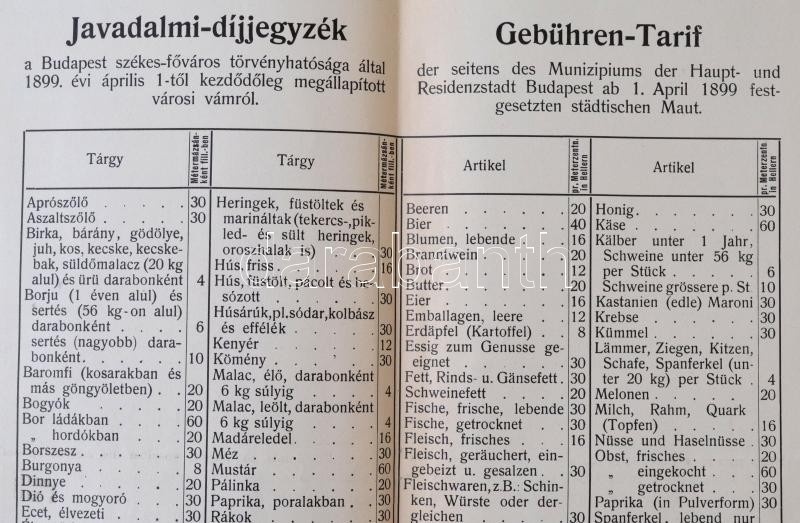 Javadalmi-díjjegyzék
a Budapest székes-főváros törvényhatósága által
1899. évi április 1-től kezdődőleg megállapított
városi vámról.
Tárgy
Métermázsán-
ként fill.-ben
Aprószőlő 30
Aszaltszőlő 30
Birka, bárány, gödölye,
juh, kos, kecske, kecske-
bak, süldőmalacz (20 kg
alul) és ürü darabonként 4
Borju (1 éven alúl) és
sertés (56 kg-on alul)
darabonként 6
sertés (nagyobb) dara-
bonként 10
Baromfi (kosarakban és
más göngyöletben) 20
Bogyók 20
Bor ládákban 60
„ hordókban 20
Borszesz 30
Burgonya 8
Dinnye 20
Dió és mogyoró 30
Ecet, élvezeti 30
Tárgy
Métermázsán-
ként fill.-ben
Heringek, füstöltek és
marináltak (tekercs-, pik-
led- és sült heringek,
oroszhalak is) 30
Hús, friss 16
Hús, füstölt, pácolt és be-
sózott 30
Húsárúk, pl. sódar, kolbász
és effélék 30
Kenyér 12
Kömény 30
Malac, élő, darabonként
6 kg súlyig 4
Malac, leölt, darabonként
6 kg súlyig 4
Madáreledel 16
Méz 30
Mustár 60
Pálinka 20
Paprika, poralakban 30
Rákok 30
Gebühren-Tarif
der seitens des Munizipiums der Haupt- und
Residenzstadt Budapest ab 1. April 1899 fest-
gesetzten städtischen Maut.
Artikel
pr. Meterzentn.
in Hellern
Beeren 20
Bier 40
Blumen, lebende 16
Branntwein 20
Brot 12
Butter 20
Eier 16
Emballagen, leere 12
Erdäpfel (Kartoffel) 8
Essig zum Genusse ge-
eignet 30
Fett, Rinds- u. Gänsefett 30
Schweinefett 20
Fische, frische, lebende 30
Fische, getrocknet 30
Fleisch, frisches 16
Fleisch, geräuchert, ein-
gebeizt u. gesalzen 30
Fleischwaren, z.B.: Schin-
ken, Würste oder der-
gleichen 30
Artikel
pr. Meterzentn.
in Hellern
Honig 30
Käse 60
Kälber unter 1 Jahr,
Schweine unter 56 kg
per Stück 6
Schweine grössere p. St. 10
Kastanien (edle) Maroni 30
Krebse 30
Kümmel 30
Lämmer, Ziegen, Kitzen,
Schafe, Spanferkel (un-
ter 20 kg) per Stück 4
Melonen 20
Milch, Rahm, Quark
(Topfen) 16
Nüsse und Haselnüsse 30
Obst, frisches 20
„ eingekocht 60
„ getrocknet 30
Paprika (in Pulverform) 30
Spanferkel, lebend nur
darabanth